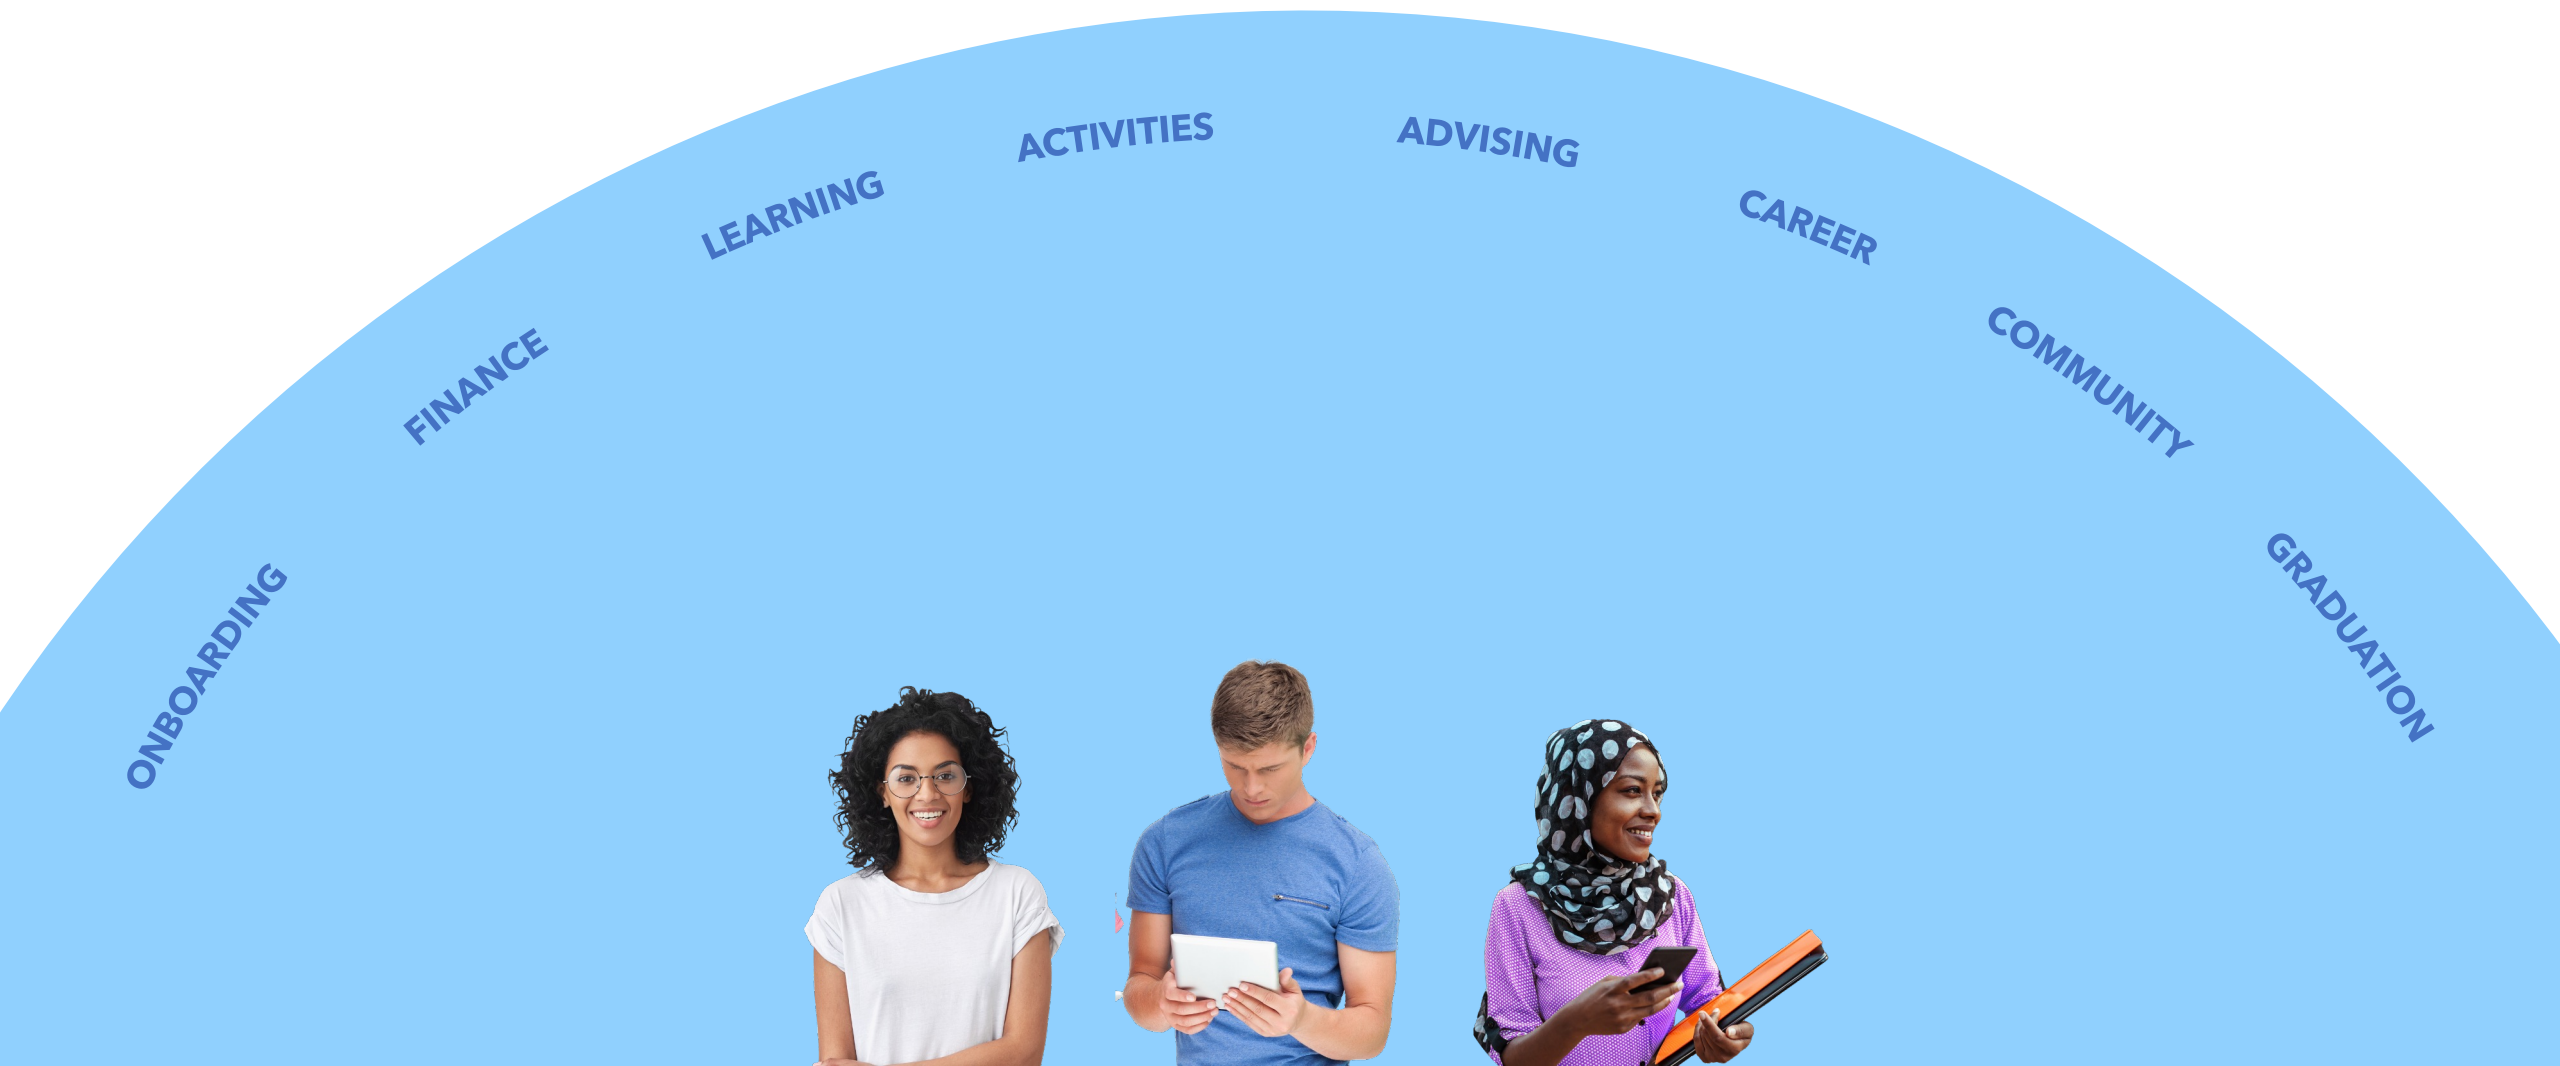 ONBOARDING
FINANCE
LEARNING
ACTIVITIES
ADVISING
CAREER
COMMUNITY
GRADUATION